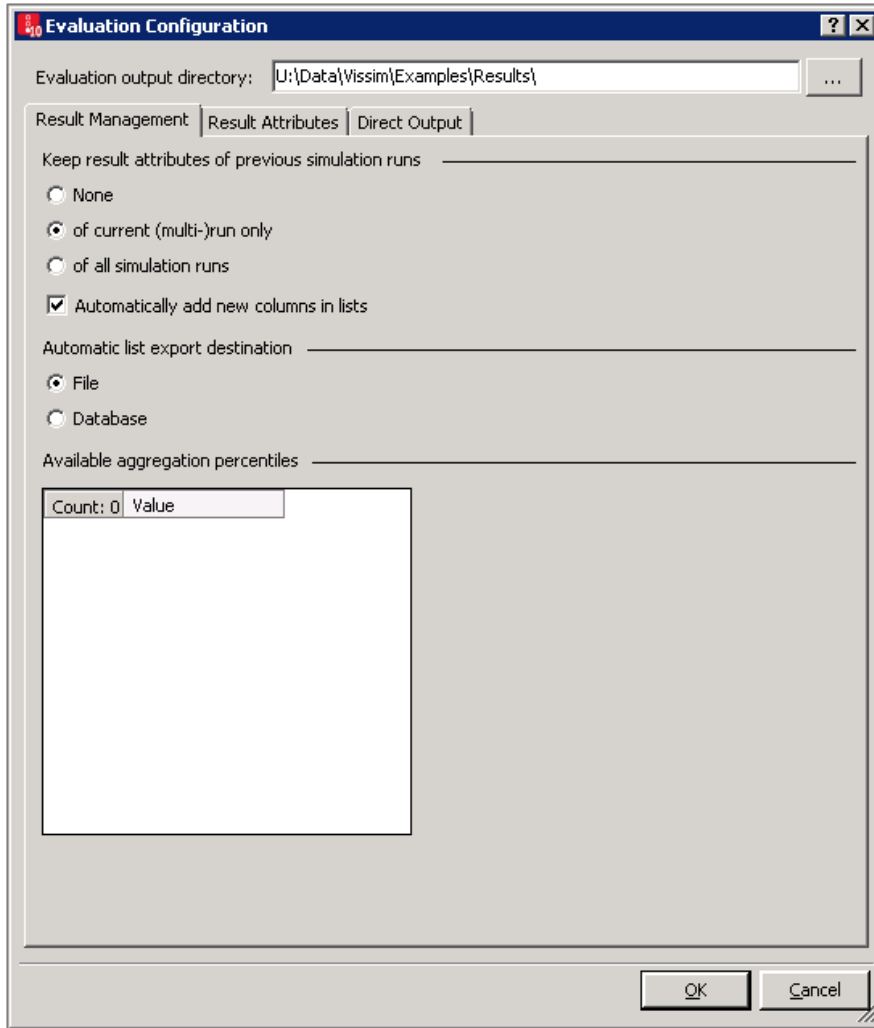 10 Evaluation Configuration ? X
Evaluation output directory: U:\Data\Vissim\Examples\Results\ ...
Result Management Result Attributes Direct Output
Keep result attributes of previous simulation runs
None
of current (multi-)run only
of all simulation runs
Automatically add new columns in lists
Automatic list export destination
File
Database
Available aggregation percentiles
Count: 0 Value
OK Cancel